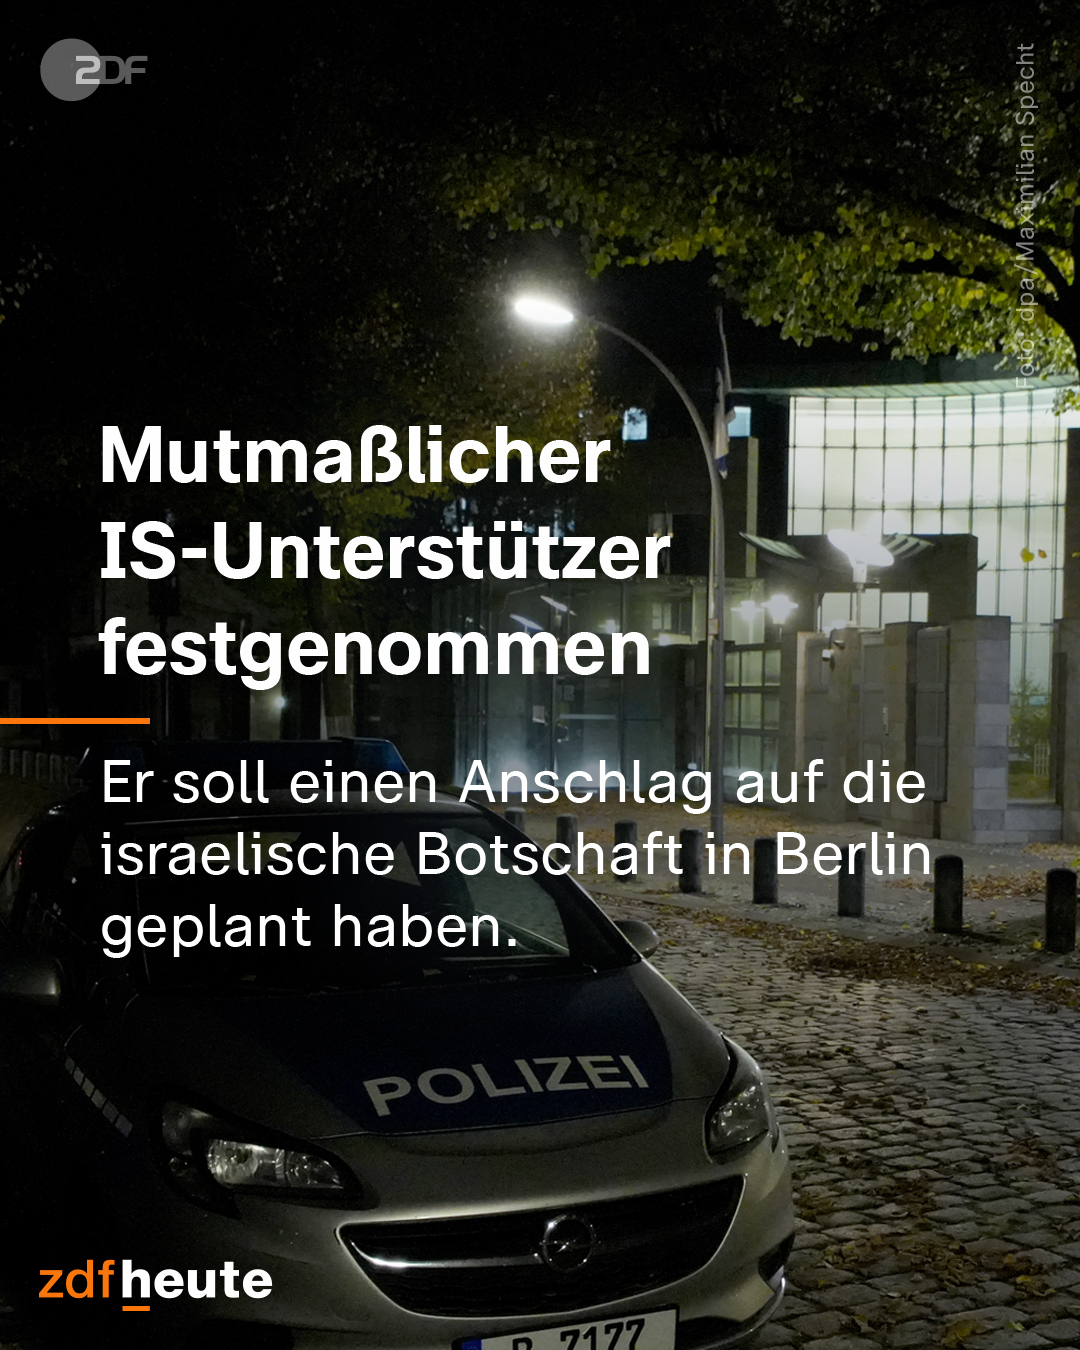 ZDF
Foto: dpa/Maximilian Specht
Mutmaßlicher
IS-Unterstützer
festgenommen
Er soll einen Anschlag auf die
israelische Botschaft in Berlin
geplant haben.
POLIZEI
zdfheute
B 7177